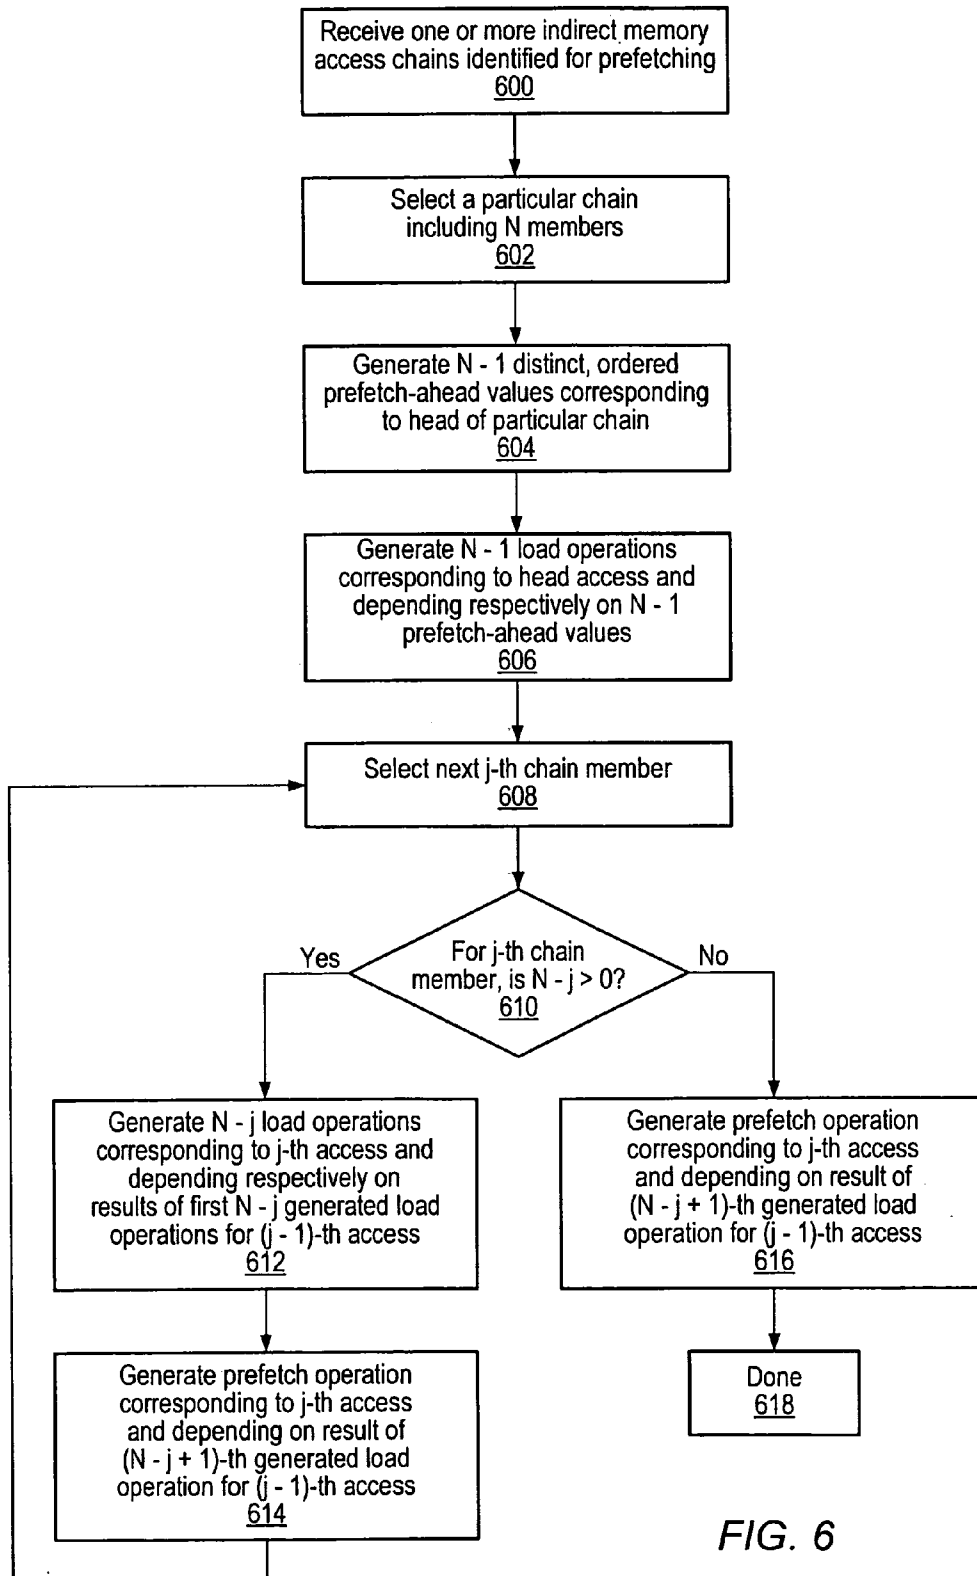 Receive one or more indirect memory
access chains identified for prefetching
600
Select a particular chain
including N members
602
Generate N - 1 distinct, ordered
prefetch-ahead values corresponding
to head of particular chain
604
Generate N - 1 load operations
corresponding to head access and
depending respectively on N - 1
prefetch-ahead values
606
Select next j-th chain member
608
For j-th chain
member, is N - j > 0?
610
Yes
No
Generate N - j load operations
corresponding to j-th access and
depending respectively on
results of first N - j generated load
operations for (j - 1)-th access
612
Generate prefetch operation
corresponding to j-th access
and depending on result of
(N - j + 1)-th generated load
operation for (j - 1)-th access
616
Generate prefetch operation
corresponding to j-th access
and depending on result of
(N - j + 1)-th generated load
operation for (j - 1)-th access
614
Done
618
FIG. 6